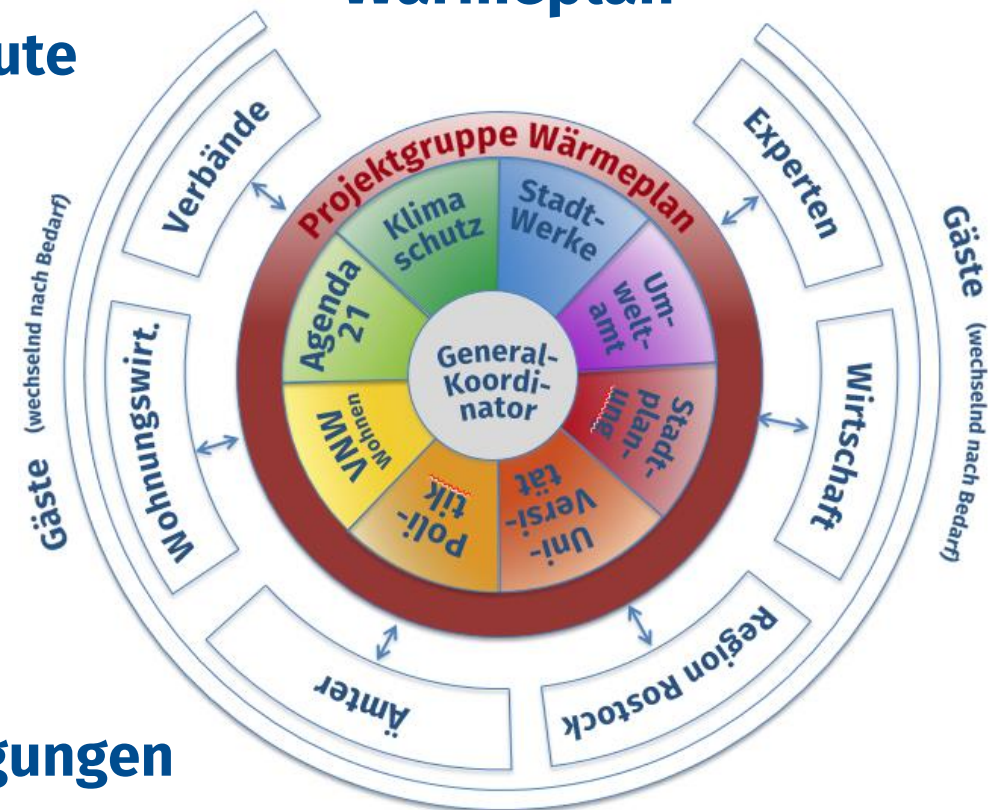 Wärmeplan
ute
Projektgruppe Wärmeplan
Klima
schutz
Stadt-
Werke
Um-
welt-
amt
Stadt-
plan-
ung
Uni-
Versi-
tät
Poli-
tik
VNW
wohnen
Agenda
21
General-
Koordi-
nator
Verbände
Experten
Wirtschaft
Region Rostock
Ämter
Wohnungswirt.
Gäste (wechselnd nach Bedarf)
Gäste (wechselnd nach Bedarf)
gungen